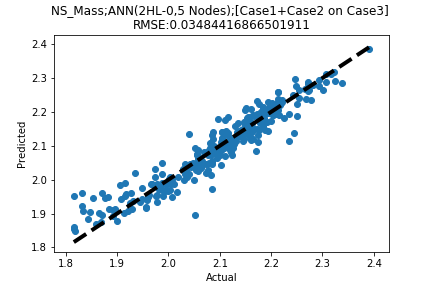 NS_Mass;ANN(2HL-0,5 Nodes);[Case1+Case2 on Case3]
RMSE:0.03484416866501911
2.4
2.3
2.2
2.1
2.0
1.9
1.8
Predicted
1.8 1.9 2.0 2.1 2.2 2.3 2.4
Actual